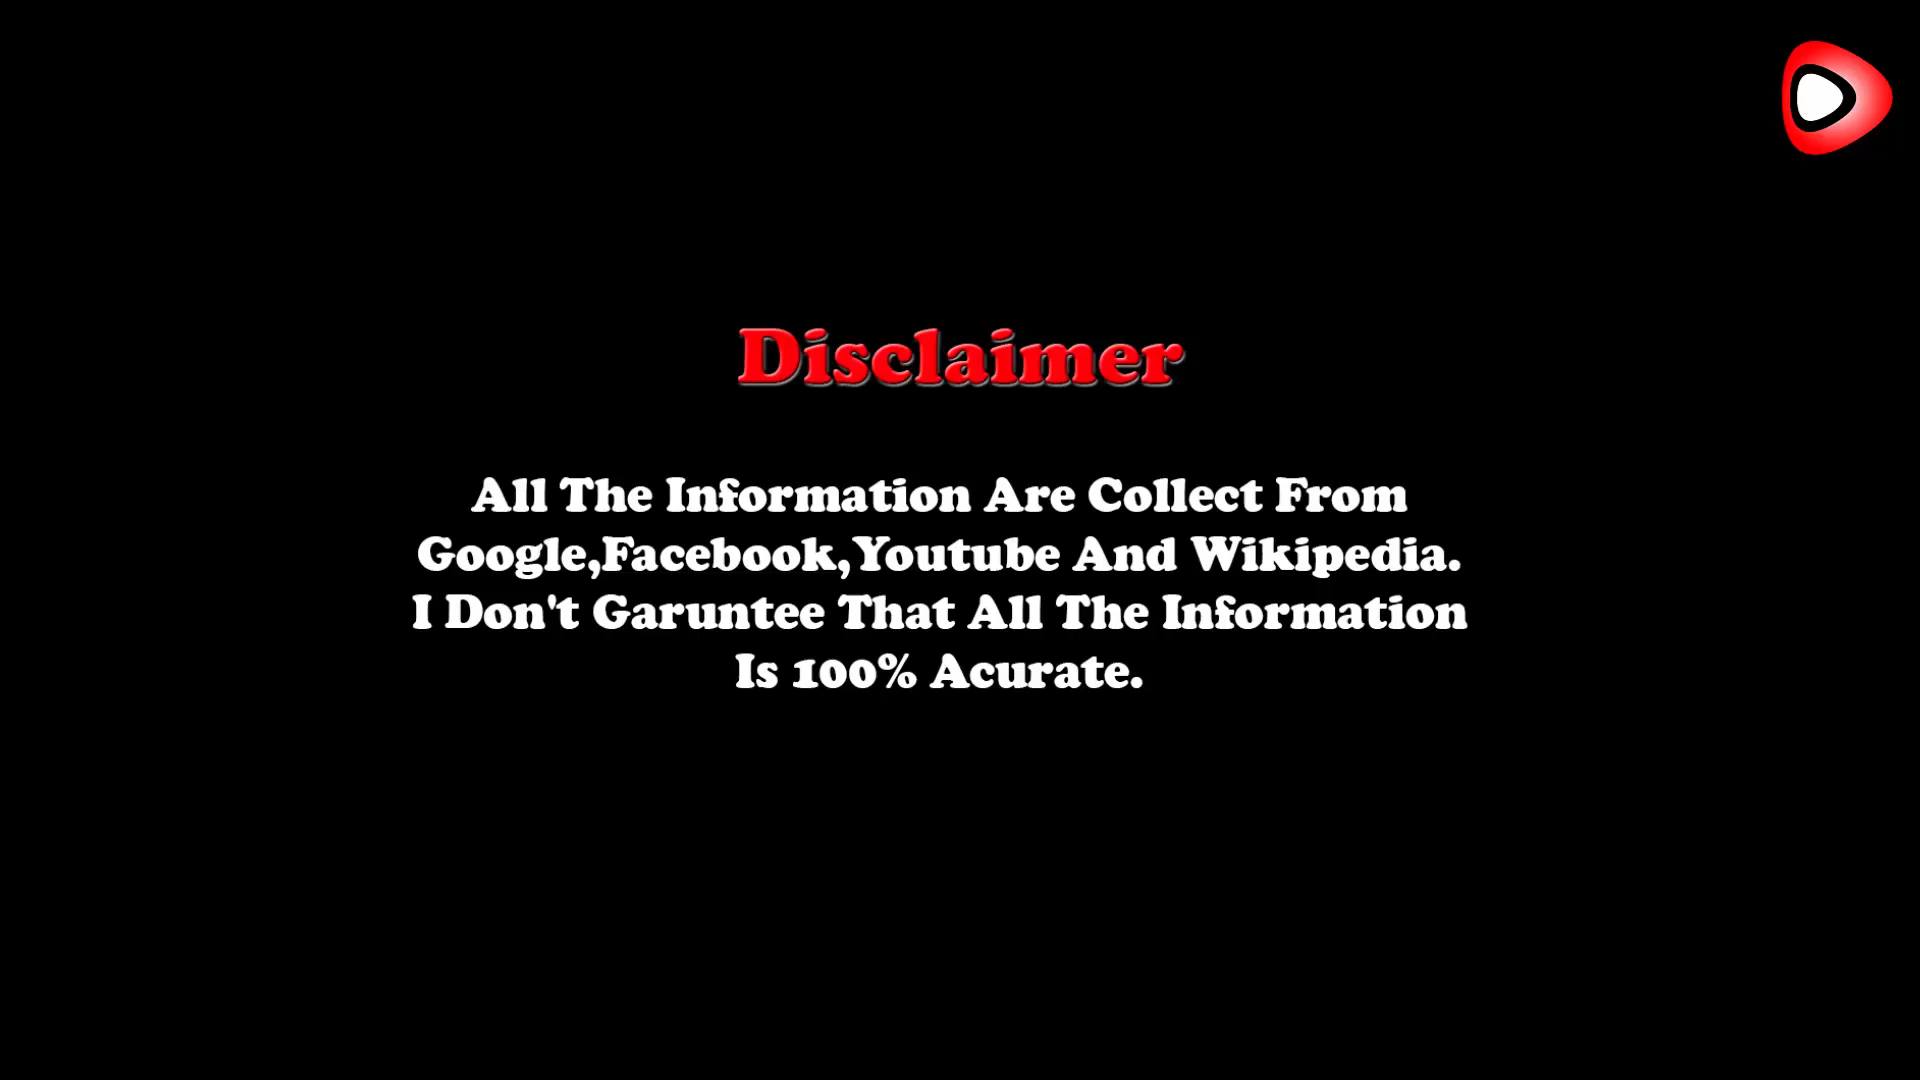 Disclaimer
All The Information Are Collect From
Google,Facebook,Youtube And Wikipedia.
I Don't Garuntee That All The Information
Is 100% Acurate.